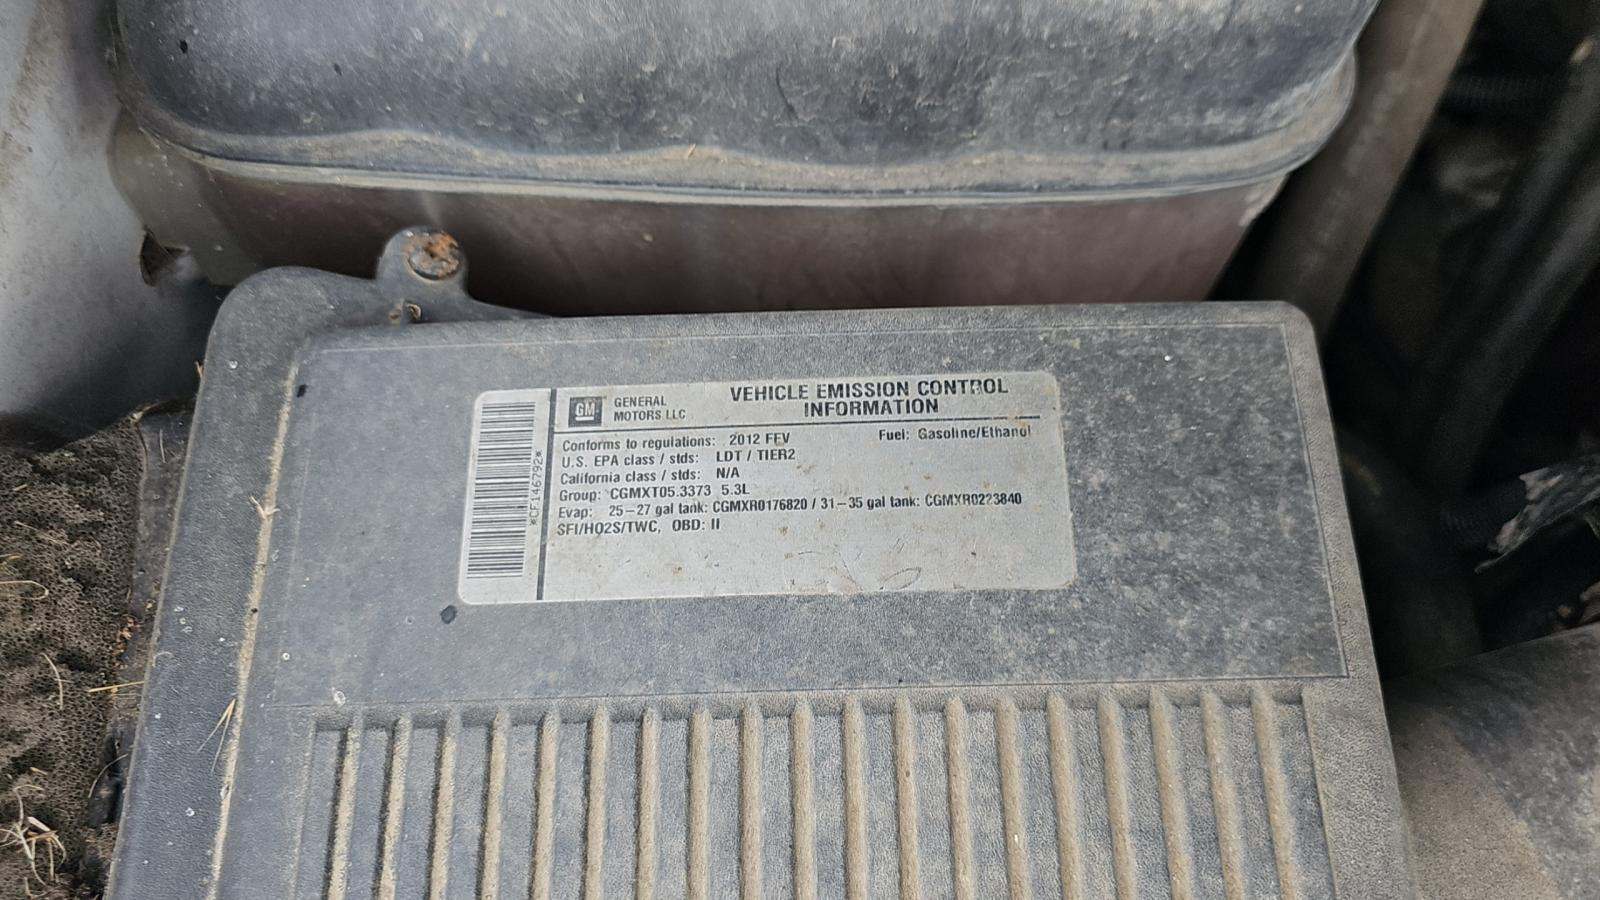 *CF146792*
GM
GENERAL
MOTORS LLC
VEHICLE EMISSION CONTROL
INFORMATION
Conforms to regulations: 2012 FFV
Fuel: Gasoline/Ethanol
U.S. EPA class / stds: LDT / TIER2
California class / stds: N/A
Group: CGMXT05.3373 5.3L
Evap: 25-27 gal tank: CGMXR0176820 / 31-35 gal tank: CGMXR0223840
SFI/HO2S/TWC, OBD: II